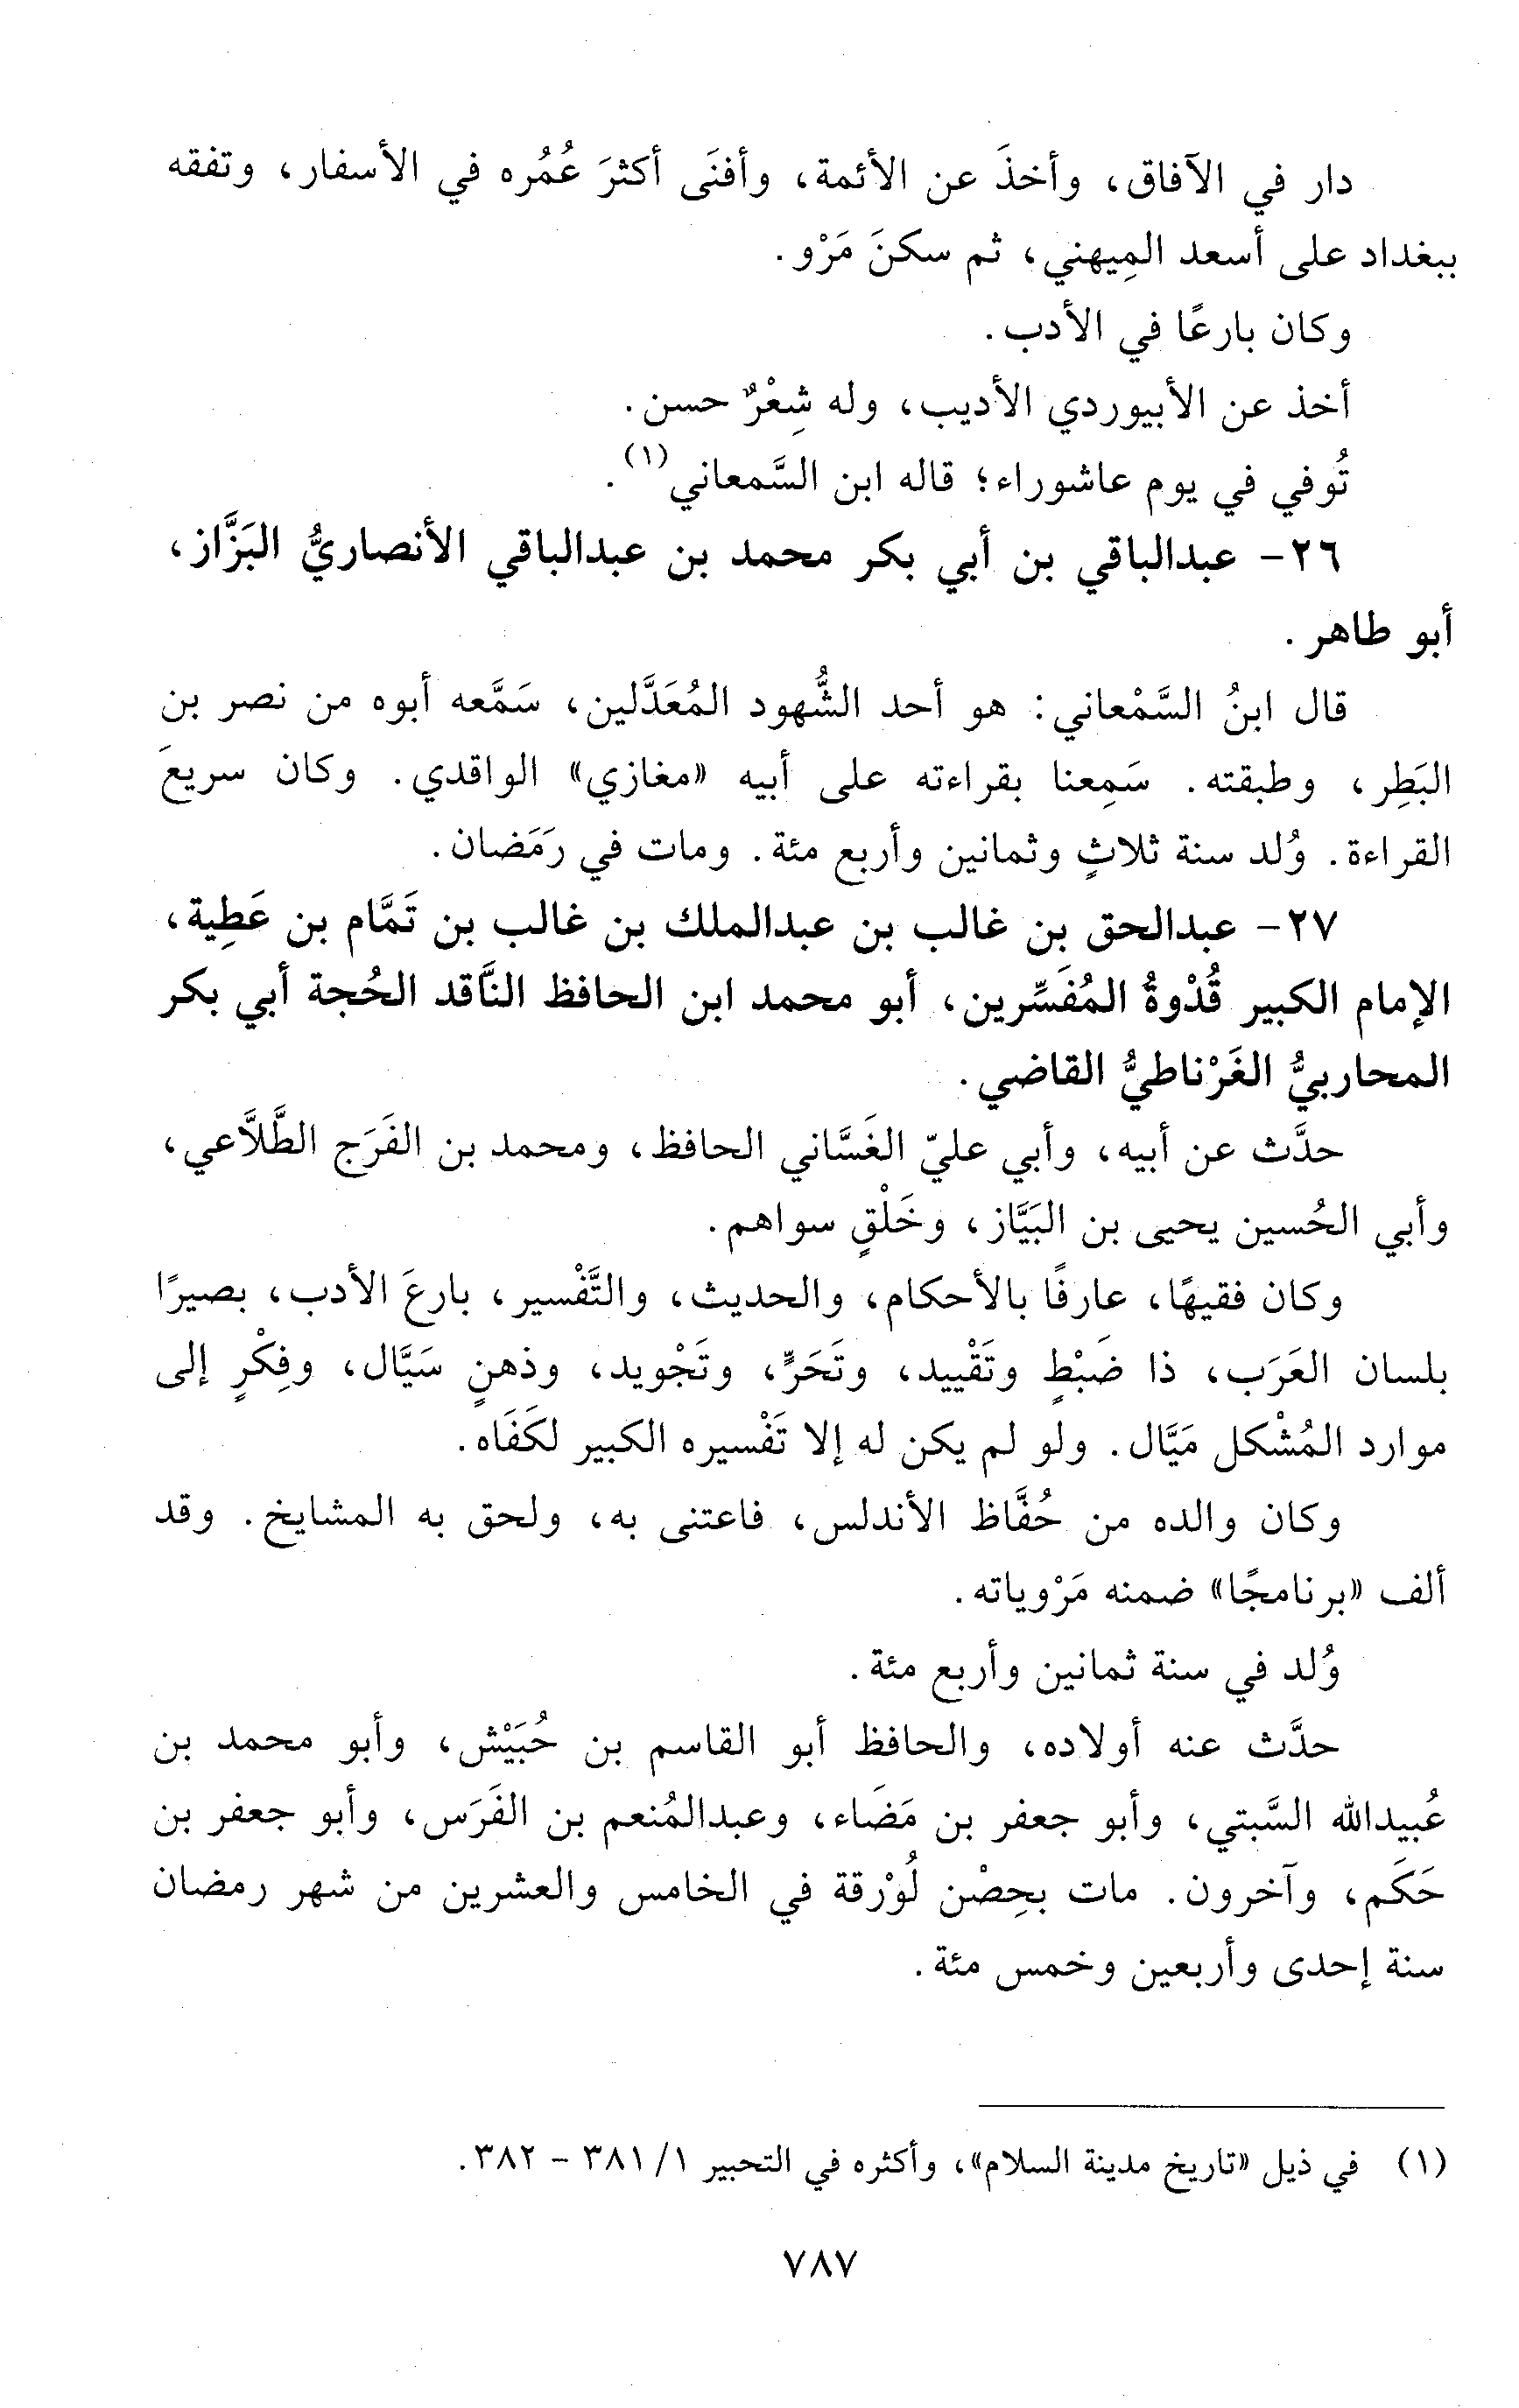 دار في الآفاق، وأخذَ عن الأئمة، وأفنَى أكثرَ عُمُره في الأسفار، وتفقه
ببغداد على أسعد المِيهني، ثم سكنَ مَرْو.
وكان بارعًا في الأدب.
أخذ عن الأبيوردي الأديب، وله شِعْرٌ حسن.
تُوفي في يوم عاشوراء؛ قاله ابن السَّمعاني(١).
٢٦- عبدالباقي بن أبي بكر محمد بن عبدالباقي الأنصاريُّ البَزَّاز،
أبو طاهر.
قال ابنُ السَّمْعاني: هو أحد الشُّهود المُعَدَّلين، سَمَّعه أبوه من نصر بن
البَطِر، وطبقته. سَمِعنا بقراءته على أبيه «مغازي» الواقدي. وكان سريعَ
القراءة. وُلد سنة ثلاثٍ وثمانين وأربع مئة. ومات في رَمَضان.
٢٧- عبدالحق بن غالب بن عبدالملك بن غالب بن تَمَّام بن عَطِية،
الإمام الكبير قُدْوةُ المُفَسِّرين، أبو محمد ابن الحافظ النَّاقد الحُجة أبي بكر
المحاربيُّ الغَرْناطيُّ القاضي.
حدَّث عن أبيه، وأبي عليّ الغَسَّاني الحافظ، ومحمد بن الفَرَج الطَّلاَّعي،
وأبي الحُسين يحيى بن البَيَّاز، وخَلْقٍ سواهم.
وكان فقيهًا، عارفًا بالأحكام، والحديث، والتَّفْسير، بارعَ الأدب، بصيرًا
بلسان العَرَب، ذا ضَبْطٍ وتَقْييد، وتَحَرٍّ، وتَجْويد، وذهنٍ سَيَّال، وفِكْرٍ إلى
موارد المُشْكل مَيَّال. ولو لم يكن له إلا تَفْسيره الكبير لكَفَاه.
وكان والده من حُفَّاظ الأندلس، فاعتنى به، ولحق به المشايخ. وقد
ألف «برنامجًا» ضمنه مَرْوياته.
وُلد في سنة ثمانين وأربع مئة.
حدَّث عنه أولاده، والحافظ أبو القاسم بن حُبَيْش، وأبو محمد بن
عُبيدالله السَّبتي، وأبو جعفر بن مَضَاء، وعبدالمُنعم بن الفَرَس، وأبو جعفر بن
حَكَم، وآخرون. مات بحِصْن لُوْرقة في الخامس والعشرين من شهر رمضان
سنة إحدى وأربعين وخمس مئة.
(١) في ذيل «تاريخ مدينة السلام»، وأكثره في التحبير ١/ ٣٨١ - ٣٨٢.
٧٨٧